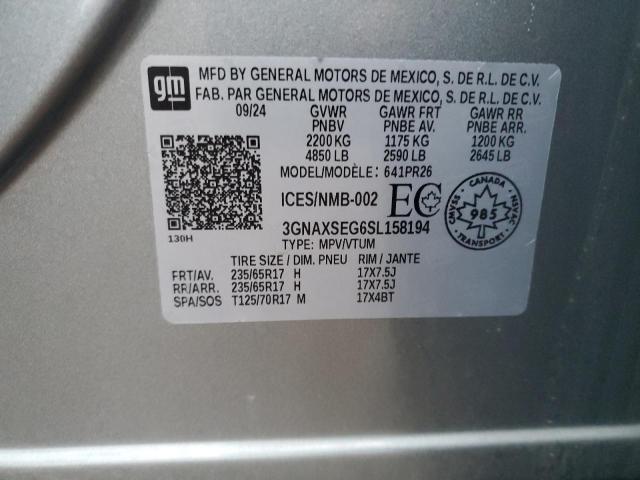 gm
MFD BY GENERAL MOTORS DE MEXICO, S. DE R.L. DE C.V.
FAB. PAR GENERAL MOTORS DE MEXICO, S. DE R.L. DE C.V.
09/24 GVWR GAWR FRT GAWR RR
PNBV PNBE AV. PNBE ARR.
2200 KG 1175 KG 1200 KG
4850 LB 2590 LB 2645 LB
MODEL/MODÈLE: 641PR26
ICES/NMB-002 EC
CANADA
CMVSS 985 NSVAC
TRANSPORT
3GNAXSEG6SL158194
130H TYPE: MPV/VTUM
TIRE SIZE / DIM. PNEU RIM / JANTE
FRT/AV. 235/65R17 H 17X7.5J
RR/ARR. 235/65R17 H 17X7.5J
SPA/SOS T125/70R17 M 17X4BT